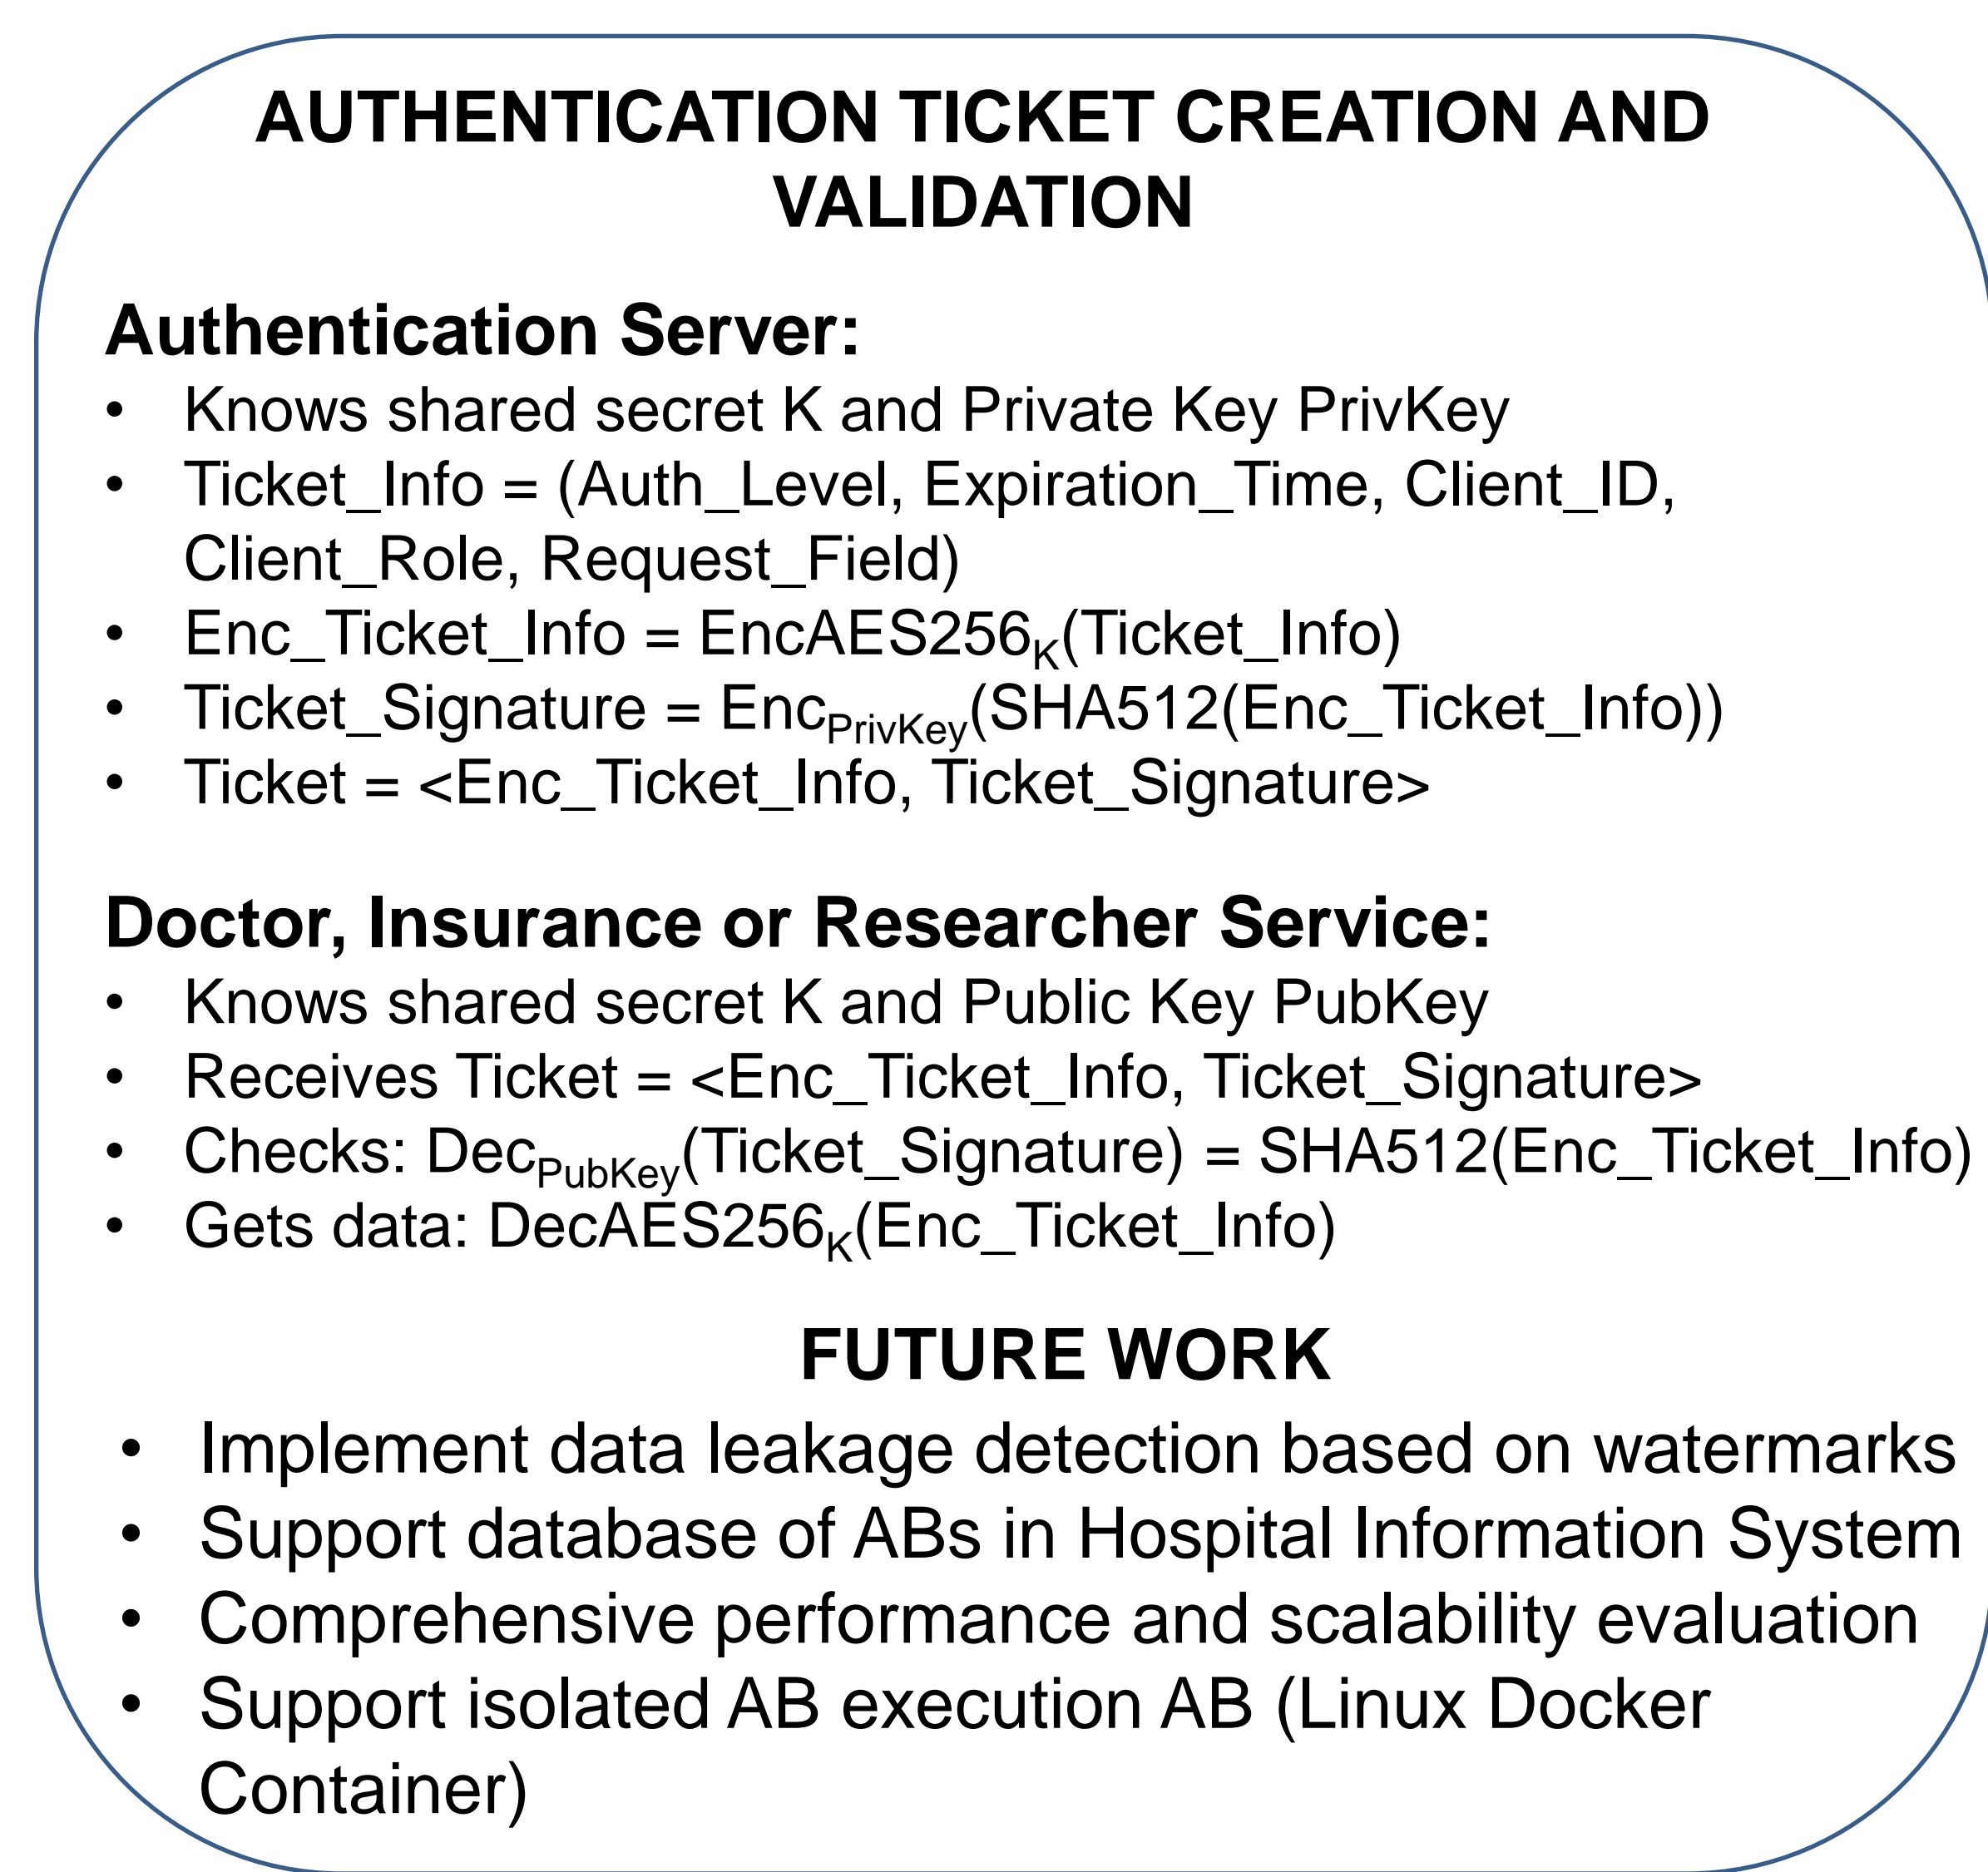 AUTHENTICATION TICKET CREATION AND
VALIDATION
Authentication Server:
• Knows shared secret K and Private Key PrivKey
• Ticket_Info = (Auth_Level, Expiration_Time, Client_ID,
Client_Role, Request_Field)
• Enc_Ticket_Info = EncAES256K(Ticket_Info)
• Ticket_Signature = EncPrivKey(SHA512(Enc_Ticket_Info))
• Ticket = <Enc_Ticket_Info, Ticket_Signature>
Doctor, Insurance or Researcher Service:
• Knows shared secret K and Public Key PubKey
• Receives Ticket = <Enc_Ticket_Info, Ticket_Signature>
• Checks: DecPubKey(Ticket_Signature) = SHA512(Enc_Ticket_Info)
• Gets data: DecAES256K(Enc_Ticket_Info)
FUTURE WORK
• Implement data leakage detection based on watermarks
• Support database of ABs in Hospital Information System
• Comprehensive performance and scalability evaluation
• Support isolated AB execution AB (Linux Docker
Container)